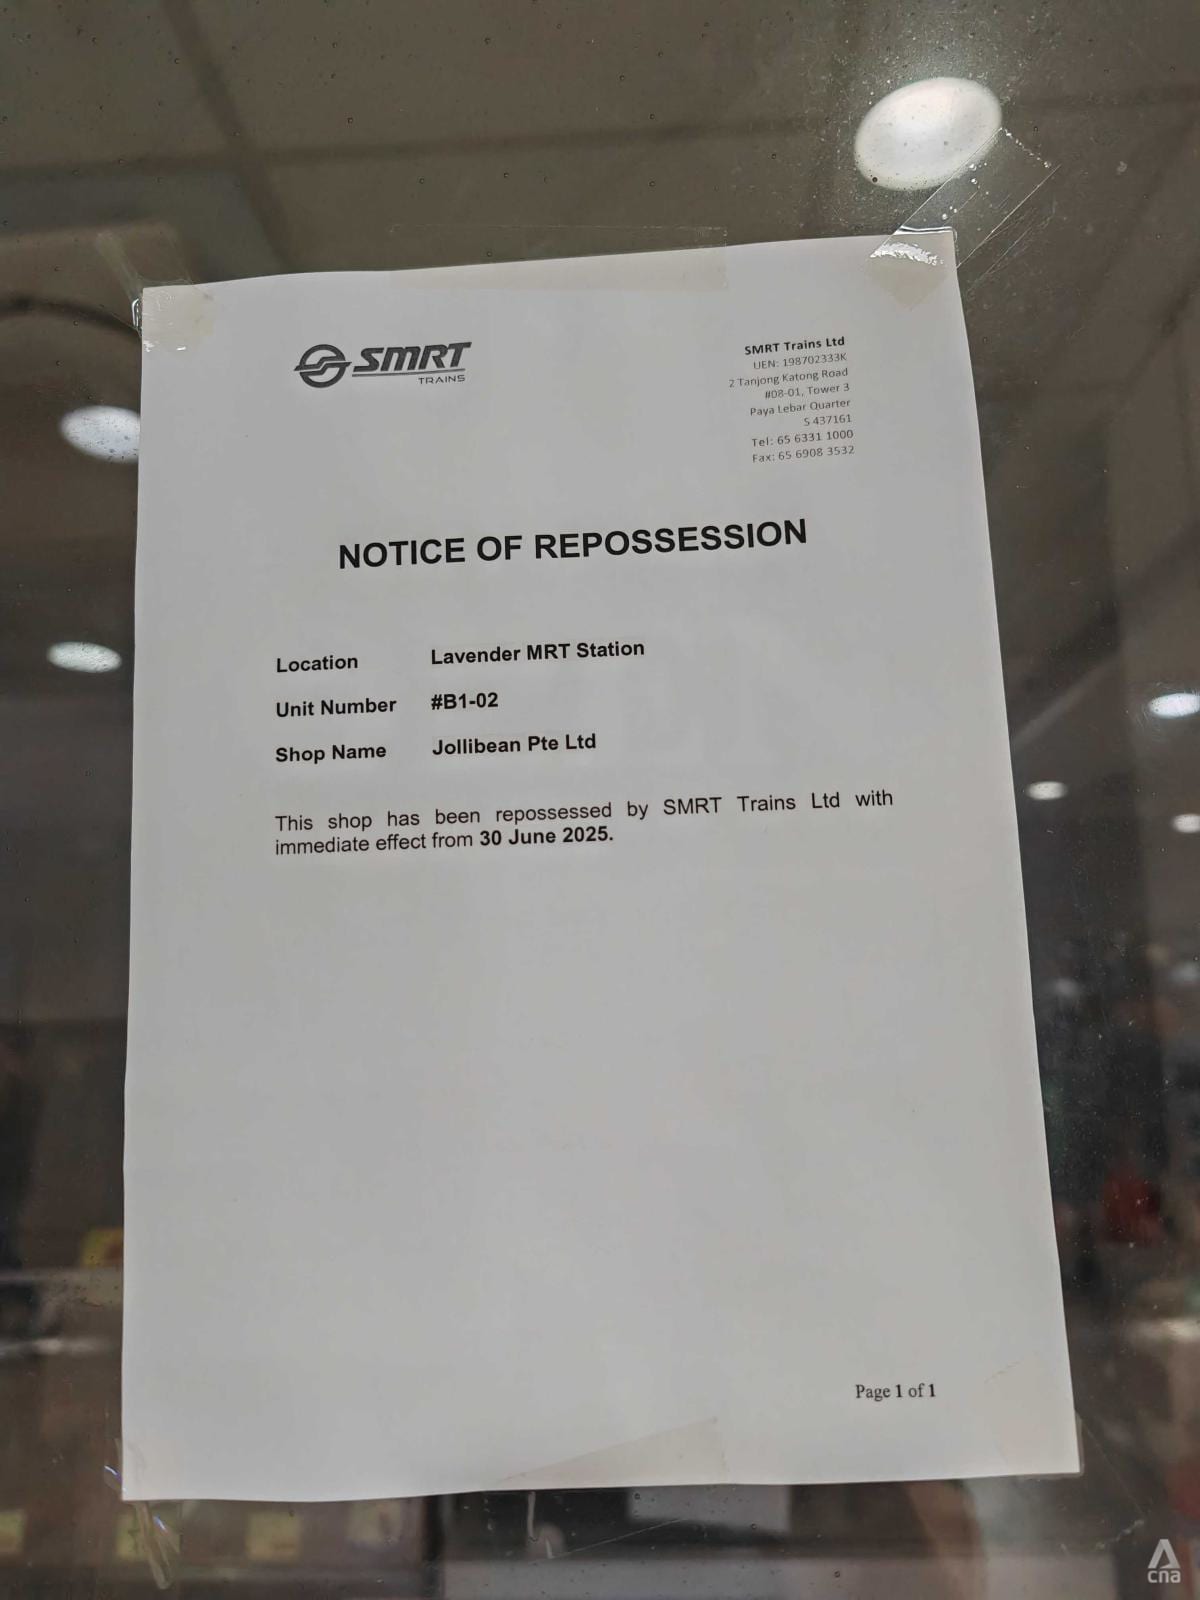 SMRT
TRAINS
SMRT Trains Ltd
UEN: 198702333K
2 Tanjong Katong Road
#08-01, Tower 3
Paya Lebar Quarter
S 437161
Tel: 65 6331 1000
Fax: 65 6908 3532
NOTICE OF REPOSSESSION
Location Lavender MRT Station
Unit Number #B1-02
Shop Name Jollibean Pte Ltd
This shop has been repossessed by SMRT Trains Ltd with
immediate effect from 30 June 2025.
Page 1 of 1
cna